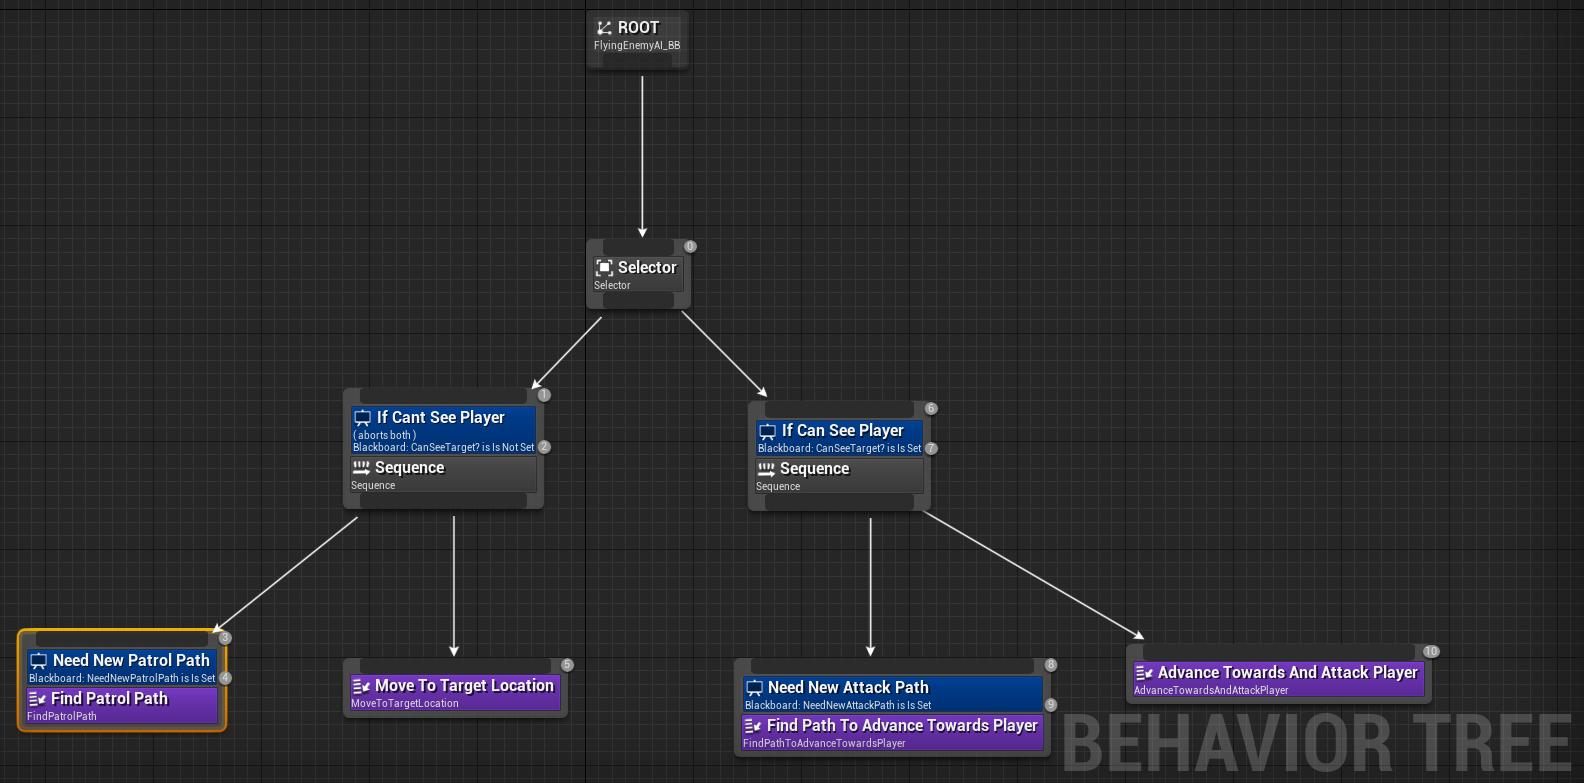 ROOT
FlyingEnemyAI_BB
0
Selector
Selector
1
If Cant See Player
( aborts both )
Blackboard: CanSeeTarget? is Is Not Set
2
Sequence
Sequence
6
If Can See Player
Blackboard: CanSeeTarget? is Is Set
7
Sequence
Sequence
3
Need New Patrol Path
Blackboard: NeedNewPatrolPath is Is Set
4
Find Patrol Path
FindPatrolPath
5
Move To Target Location
MoveToTargetLocation
8
Need New Attack Path
Blackboard: NeedNewAttackPath is Is Set
9
Find Path To Advance Towards Player
FindPathToAdvanceTowardsPlayer
10
Advance Towards And Attack Player
AdvanceTowardsAndAttackPlayer
BEHAVIOR TREE